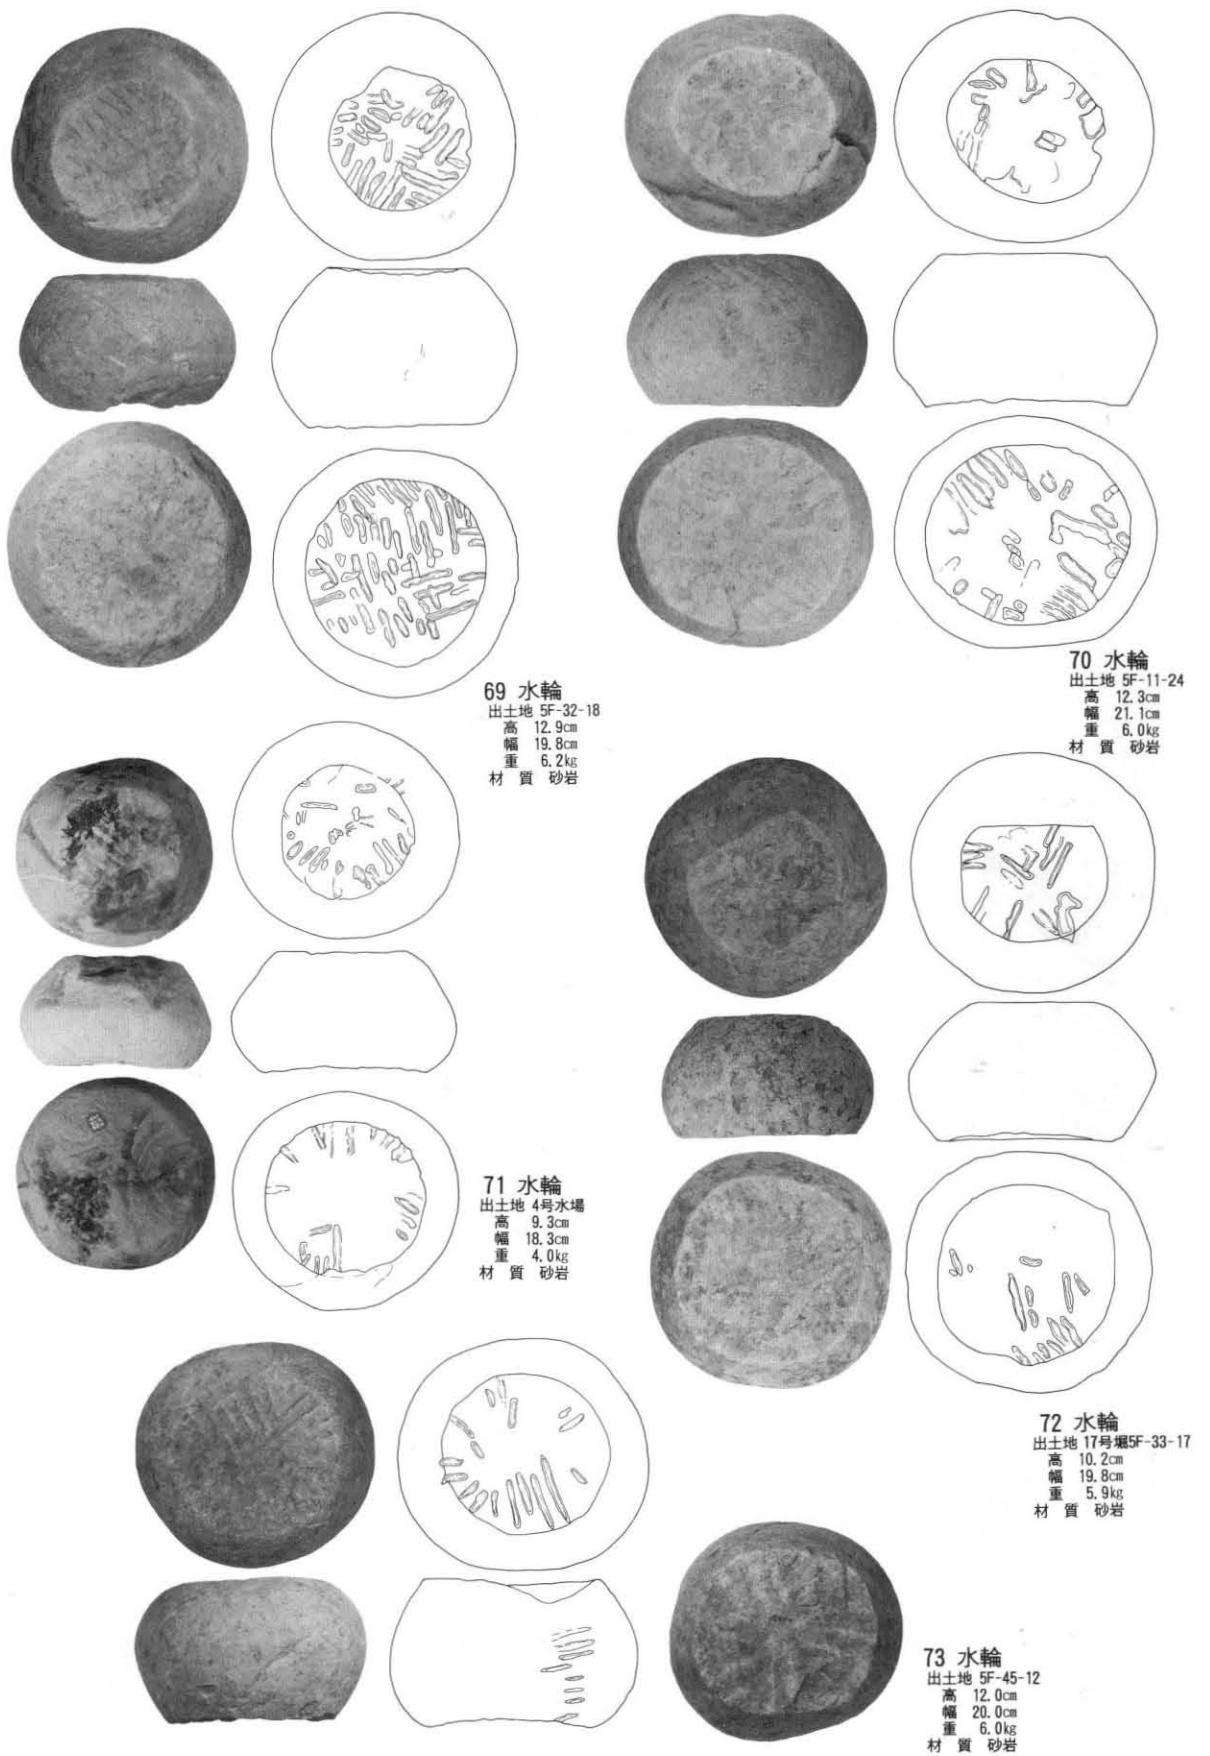 69 水輪
出土地 5F-32-18
高 12.9cm
幅 19.8cm
重 6.2kg
材 質 砂岩
70 水輪
出土地 5F-11-24
高 12.3cm
幅 21.1cm
重 6.0kg
材 質 砂岩
71 水輪
出土地 4号水場
高 9.3cm
幅 18.3cm
重 4.0kg
材 質 砂岩
72 水輪
出土地 17号堀5F-33-17
高 10.2cm
幅 19.8cm
重 5.9kg
材 質 砂岩
73 水輪
出土地 5F-45-12
高 12.0cm
幅 20.0cm
重 6.0kg
材 質 砂岩